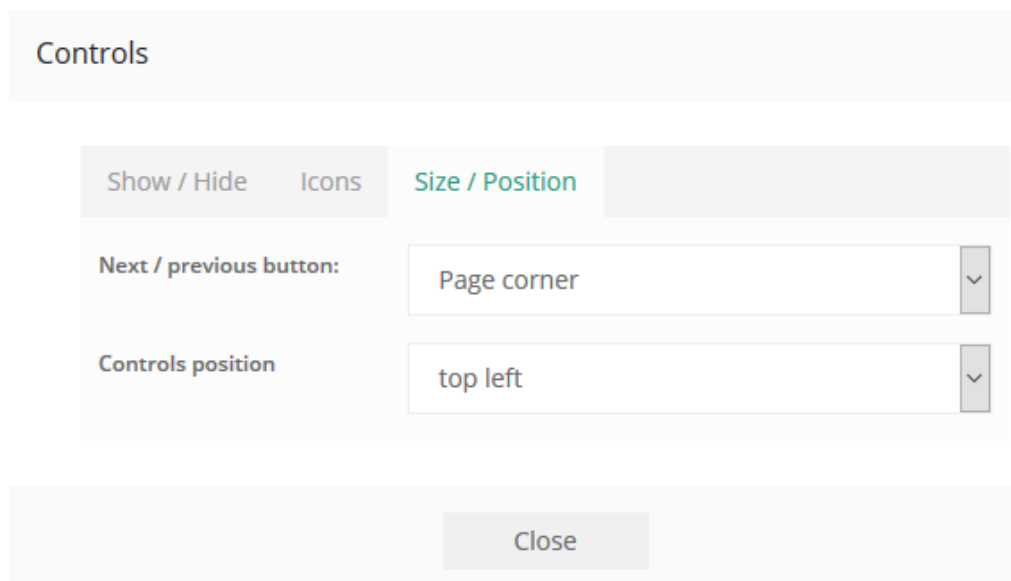 Controls
Show / Hide Icons Size / Position
Next / previous button: Page corner
Controls position top left
Close